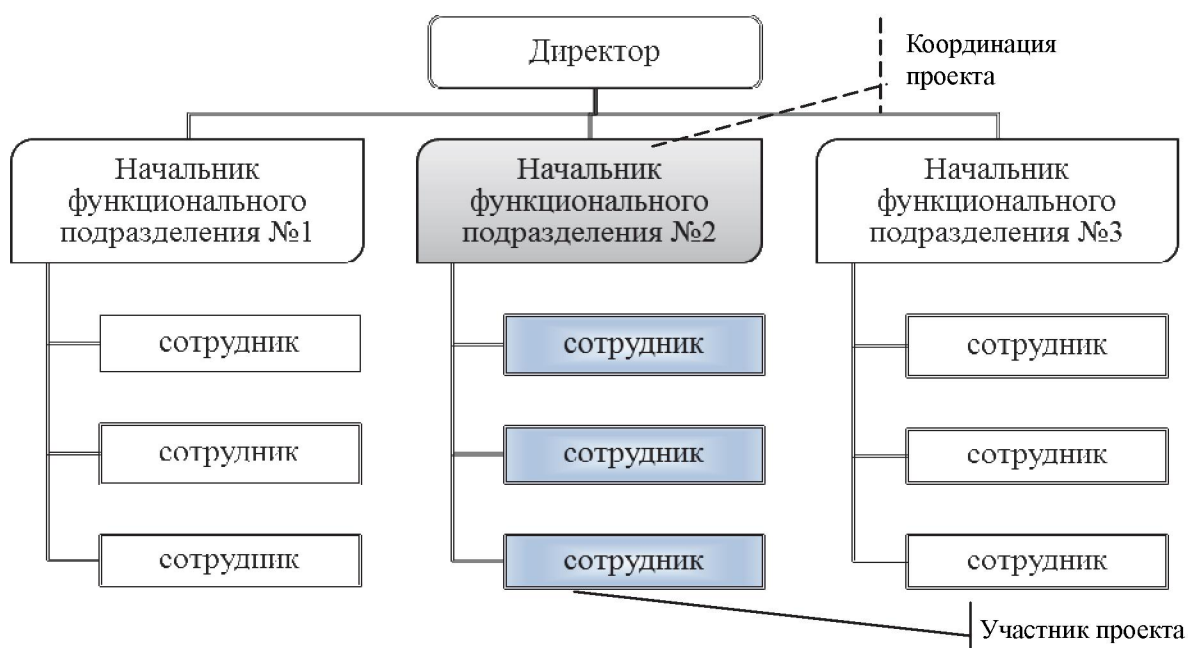 Директор
Координация
проекта
Начальник
функционального
подразделения №1
Начальник
функционального
подразделения №2
Начальник
функционального
подразделения №3
сотрудник
сотрудник
сотрудник
сотрудник
сотрудник
сотрудник
сотрудник
сотрудник
сотрудник
Участник проекта